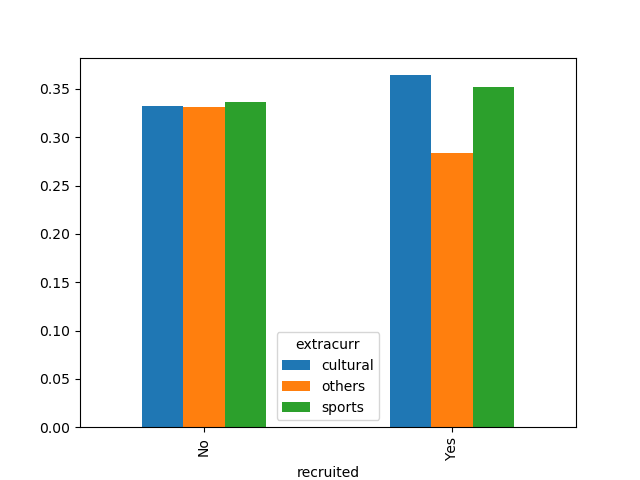 0.35
0.30
0.25
0.20
0.15
0.10
0.05
0.00
extracurr
cultural
others
sports
No
Yes
recruited